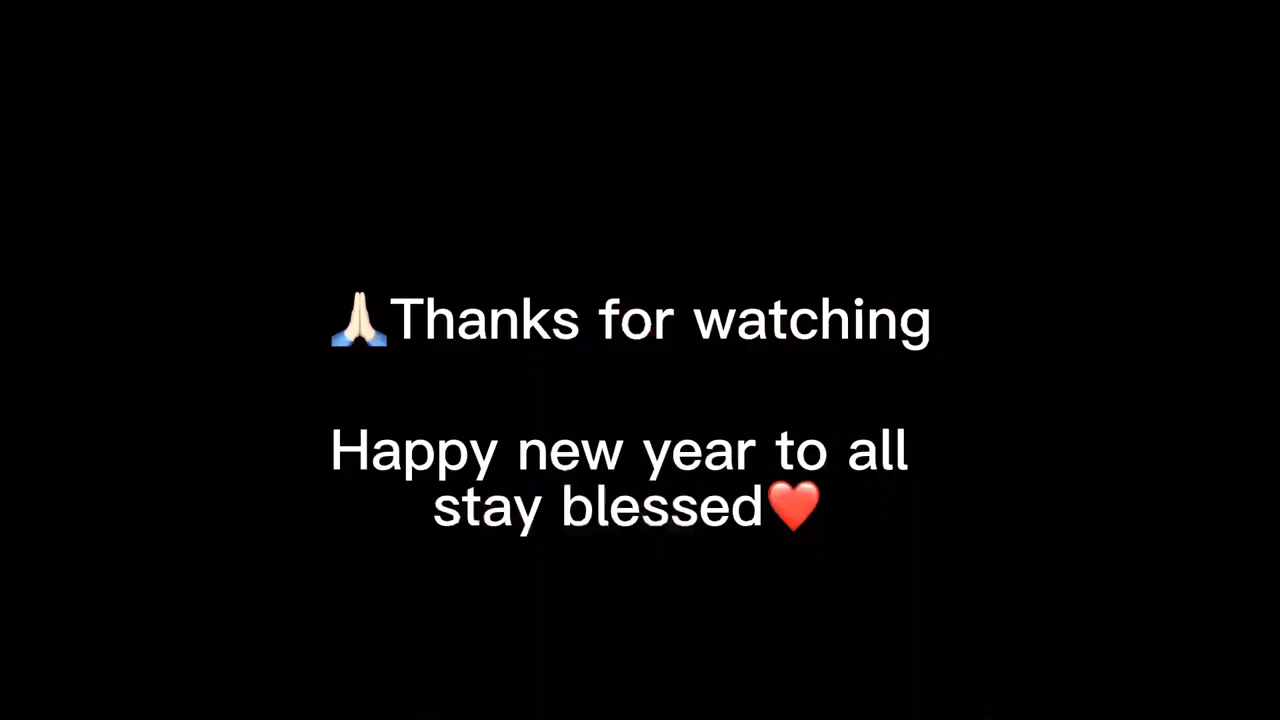 🙏🏻Thanks for watching
Happy new year to all
stay blessed❤️